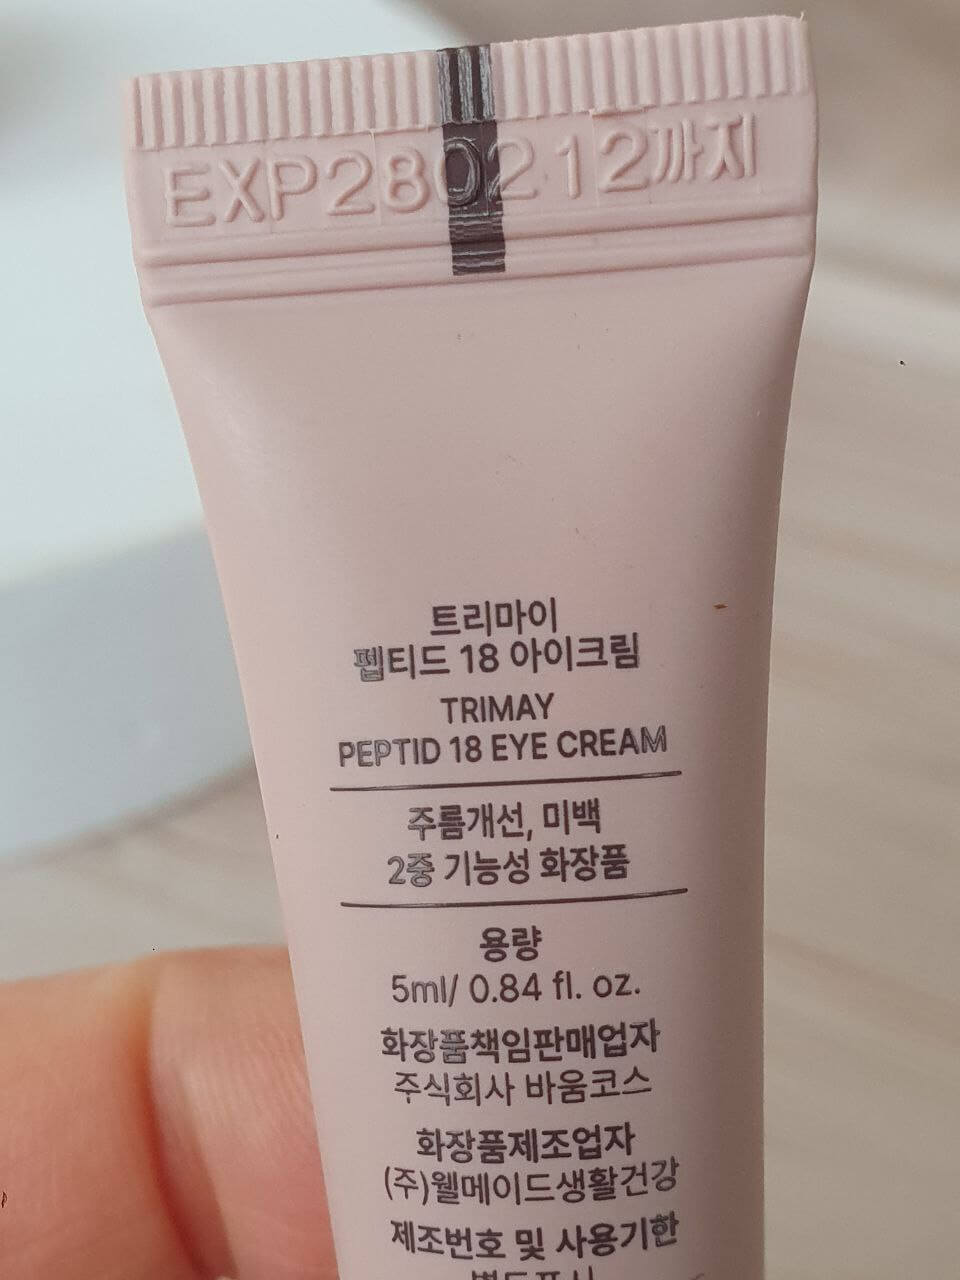 EXP280212까지
트리마이
펩티드 18 아이크림
TRIMAY
PEPTID 18 EYE CREAM
주름개선, 미백
2중 기능성 화장품
용량
5ml/ 0.84 fl. oz.
화장품책임판매업자
주식회사 바움코스
화장품제조업자
(주)웰메이드생활건강
제조번호 및 사용기한